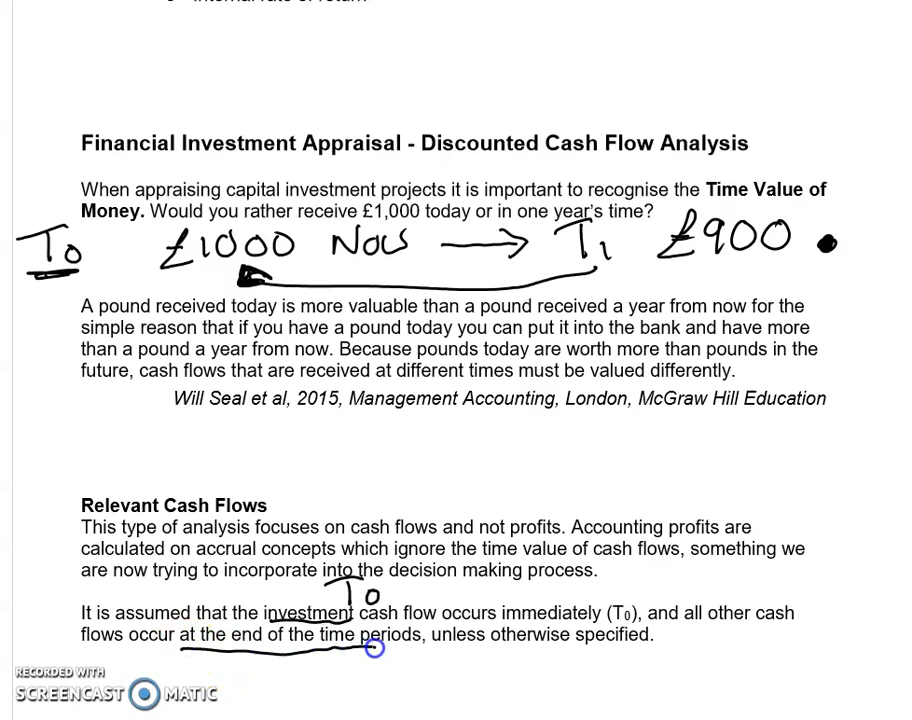 Internal rate of return
Financial Investment Appraisal - Discounted Cash Flow Analysis
When appraising capital investment projects it is important to recognise the Time Value of
Money. Would you rather receive £1,000 today or in one year's time?
T0 £1000 Now → T1 £900
A pound received today is more valuable than a pound received a year from now for the
simple reason that if you have a pound today you can put it into the bank and have more
than a pound a year from now. Because pounds today are worth more than pounds in the
future, cash flows that are received at different times must be valued differently.
Will Seal et al, 2015, Management Accounting, London, McGraw Hill Education
Relevant Cash Flows
This type of analysis focuses on cash flows and not profits. Accounting profits are
calculated on accrual concepts which ignore the time value of cash flows, something we
are now trying to incorporate into the decision making process.
T0
It is assumed that the investment cash flow occurs immediately (T0), and all other cash
flows occur at the end of the time periods, unless otherwise specified.
RECORDED WITH
SCREENCAST MATIC